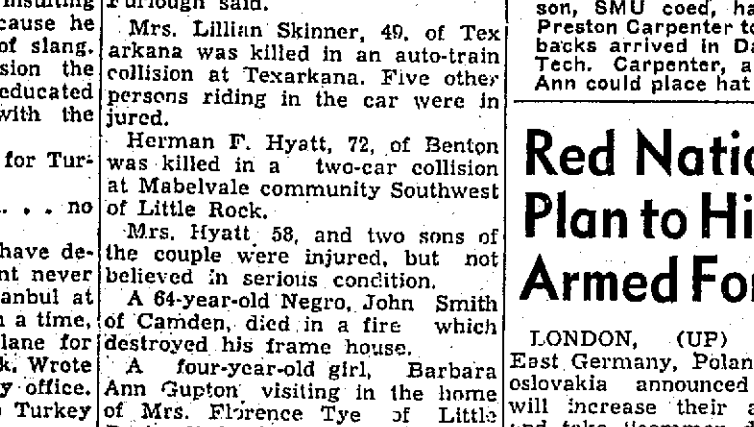 insulting
cause he
of slang.
sion the
educated
with the
for Tur-
. . . no
have de-
nt never
anbul at
a time,
lane for
k. Wrote
y office.
Turkey
Furlough said.
Mrs. Lillian Skinner, 49, of Tex
arkana was killed in an auto-train
collision at Texarkana. Five other
persons riding in the car were in
jured.
Herman F. Hyatt, 72, of Benton
was killed in a two-car collision
at Mabelvale community Southwest
of Little Rock.
Mrs. Hyatt 58, and two sons of
the couple were injured, but not
believed in serious condition.
A 64-year-old Negro, John Smith
of Camden, died in a fire which
destroyed his frame house.
A four-year-old girl, Barbara
Ann Gupton, visiting in the home
of Mrs. Florence Tye of Little
son, SMU coed, ha
Preston Carpenter to
backs arrived in Da
Tech. Carpenter, a
Ann could place hat
Red Natio
Plan to Hi
Armed For
LONDON, (UP)
East Germany, Polan
oslovakia announced
will increase their a